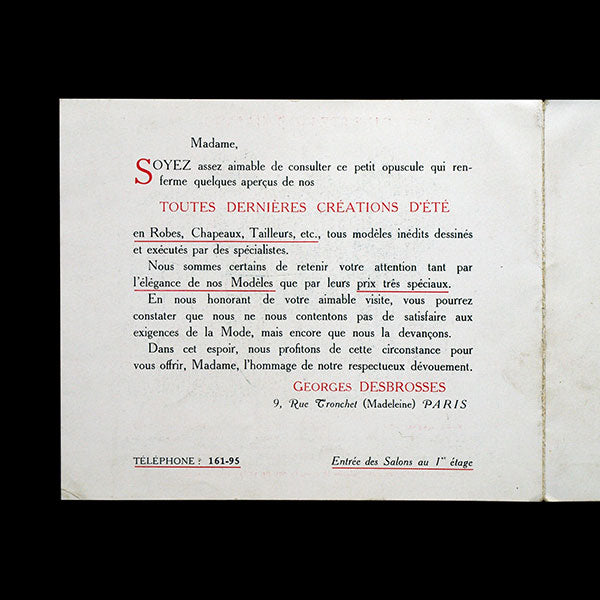 Madame,
SOYEZ assez aimable de consulter ce petit opuscule qui ren-
ferme quelques aperçus de nos
TOUTES DERNIÈRES CRÉATIONS D'ÉTÉ
en Robes, Chapeaux, Tailleurs, etc., tous modèles inédits dessinés
et exécutés par des spécialistes.
Nous sommes certains de retenir votre attention tant par
l'élégance de nos Modèles que par leurs prix très spéciaux.
En nous honorant de votre aimable visite, vous pourrez
constater que nous ne nous contentons pas de satisfaire aux
exigences de la Mode, mais encore que nous la devançons.
Dans cet espoir, nous profitons de cette circonstance pour
vous offrir, Madame, l'hommage de notre respectueux dévouement.
GEORGES DESBROSSES
9, Rue Tronchet (Madeleine) PARIS
TÉLÉPHONE : 161-95
Entrée des Salons au 1er étage